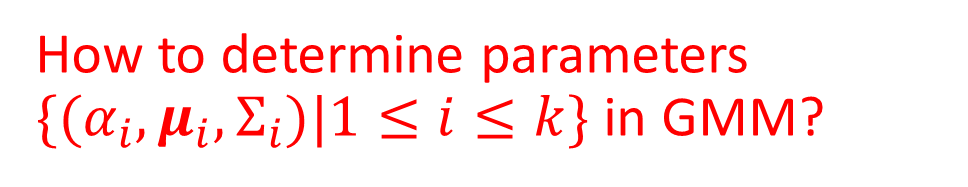 How to determine parameters
{(αᵢ, μᵢ, Σᵢ)|1 ≤ i ≤ k} in GMM?